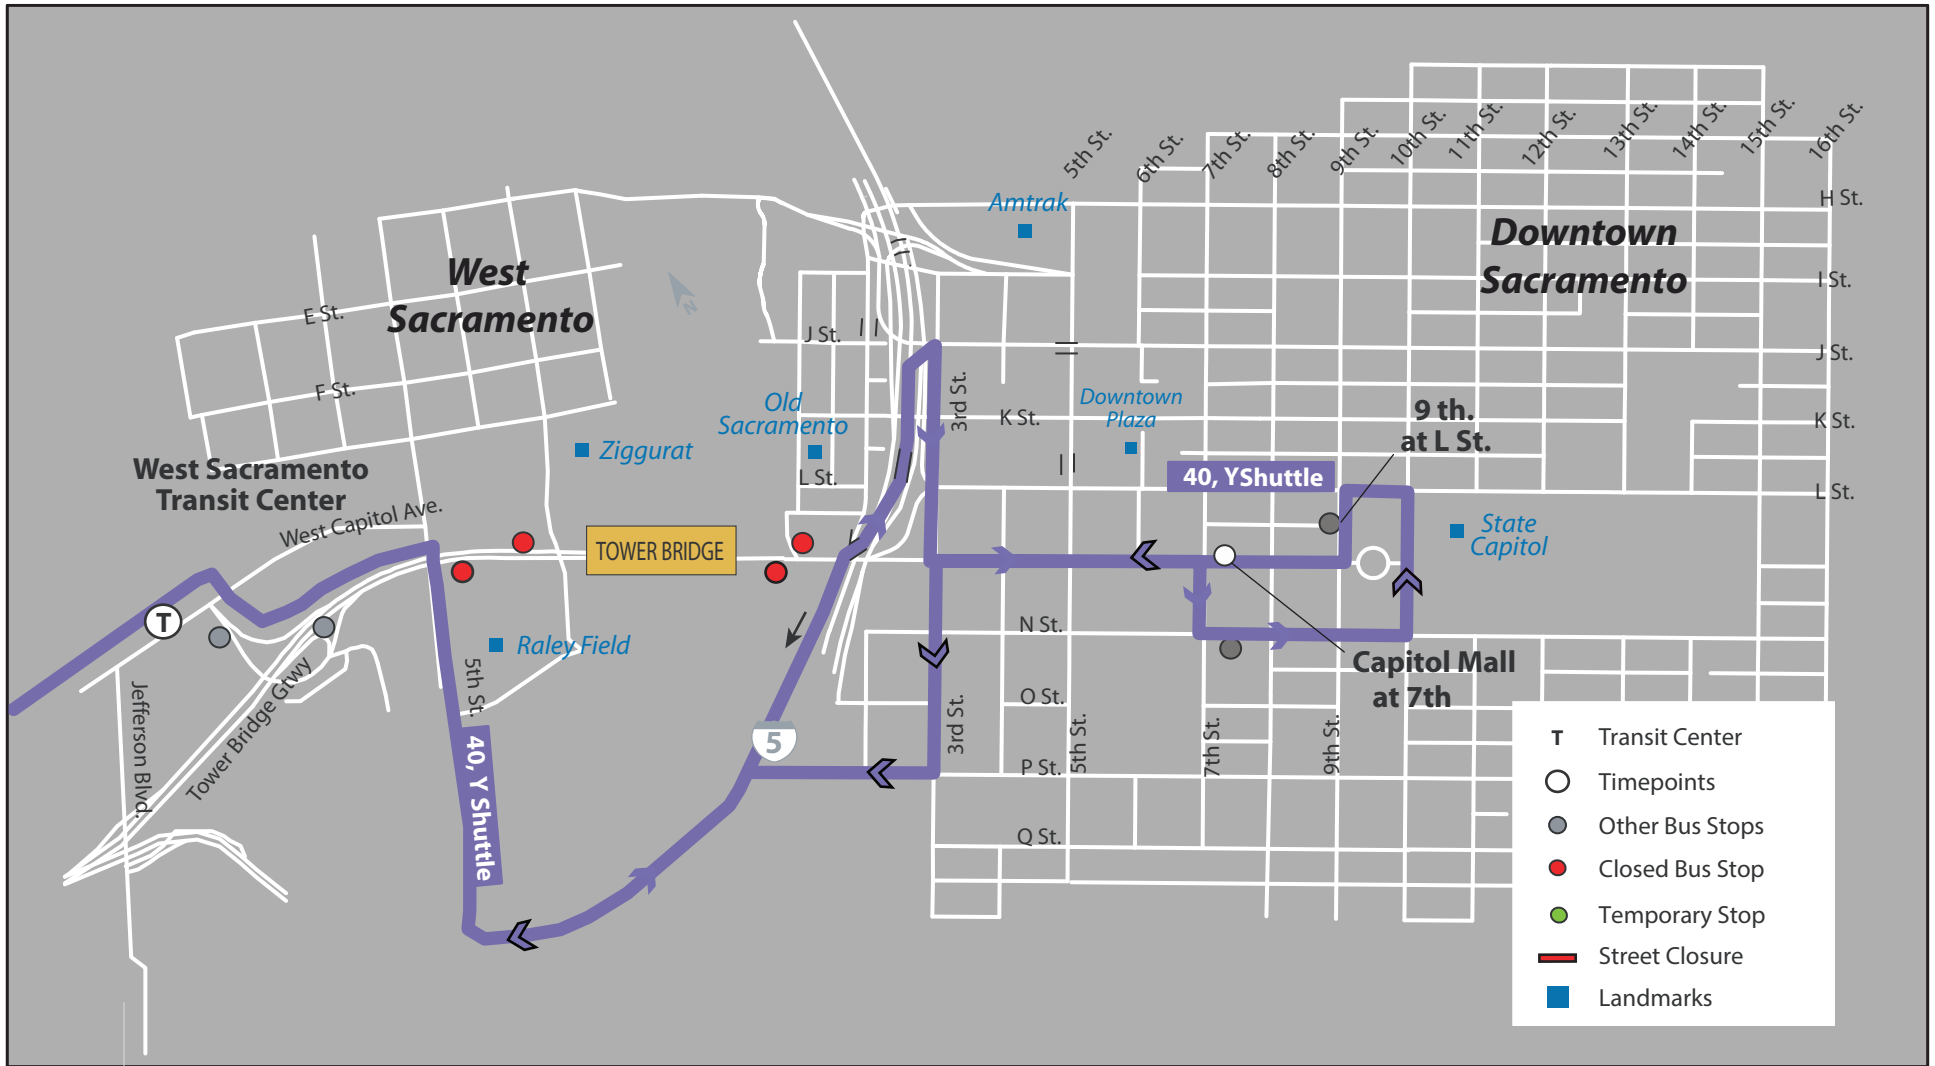 5th St.
6th St.
7th St.
8th St.
9th St.
10th St.
11th St.
12th St.
13th St.
14th St.
15th St.
16th St.
H St.
Amtrak
Downtown
Sacramento
West
Sacramento
N
I St.
E St.
J St.
J St.
F St.
3rd St.
Old
Sacramento
K St.
Downtown
Plaza
9 th.
at L St.
K St.
Ziggurat
West Sacramento
Transit Center
L St.
40, YShuttle
L St.
West Capitol Ave.
TOWER BRIDGE
State
Capitol
T
Raley Field
N St.
Capitol Mall
at 7th
5th St.
Jefferson Blvd.
Tower Bridge Gtwy
O St.
3rd St.
5th St.
7th St.
9th St.
5
40, Y Shuttle
P St.
Q St.
T Transit Center
Timepoints
Other Bus Stops
Closed Bus Stop
Temporary Stop
Street Closure
Landmarks